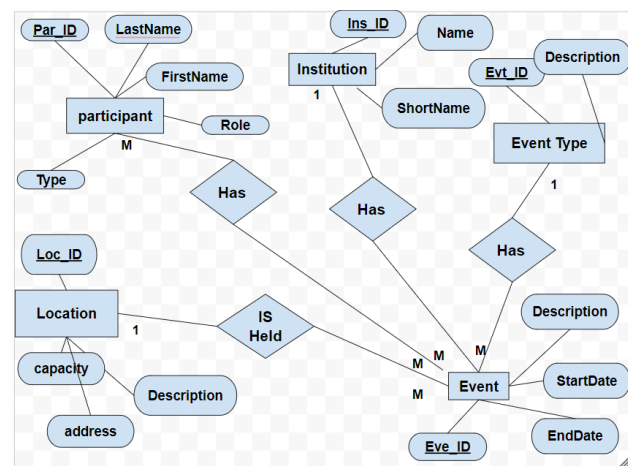 Par_ID
LastName
FirstName
participant
Role
M
Type
Ins_ID
Name
Institution
1
ShortName
Description
Evt_ID
Event Type
1
Has
Has
Has
Loc_ID
Location
1
IS
Held
capacity
Description
address
M
M
M
M
Event
Description
StartDate
EndDate
Eve_ID